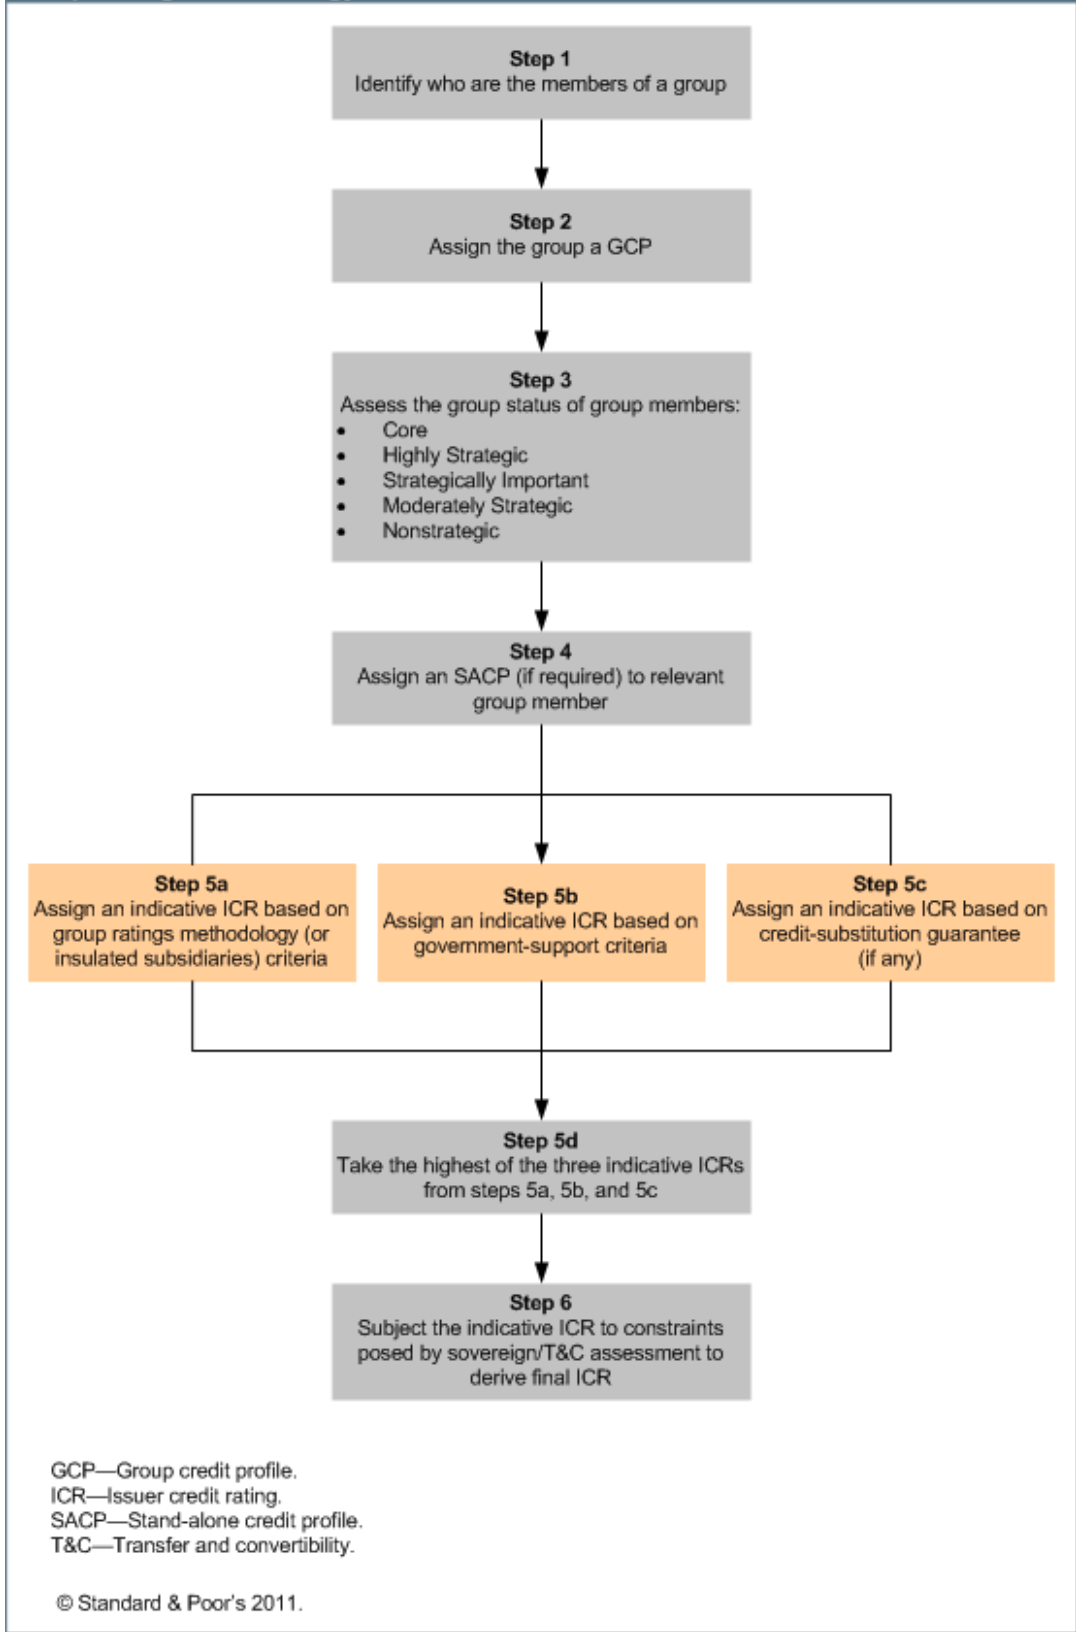 Step 1
Identify who are the members of a group
Step 2
Assign the group a GCP
Step 3
Assess the group status of group members:
• Core
• Highly Strategic
• Strategically Important
• Moderately Strategic
• Nonstrategic
Step 4
Assign an SACP (if required) to relevant
group member
Step 5a
Assign an indicative ICR based on
group ratings methodology (or
insulated subsidiaries) criteria
Step 5b
Assign an indicative ICR based on
government-support criteria
Step 5c
Assign an indicative ICR based on
credit-substitution guarantee
(if any)
Step 5d
Take the highest of the three indicative ICRs
from steps 5a, 5b, and 5c
Step 6
Subject the indicative ICR to constraints
posed by sovereign/T&C assessment to
derive final ICR
GCP—Group credit profile.
ICR—Issuer credit rating.
SACP—Stand-alone credit profile.
T&C—Transfer and convertibility.
© Standard & Poor's 2011.